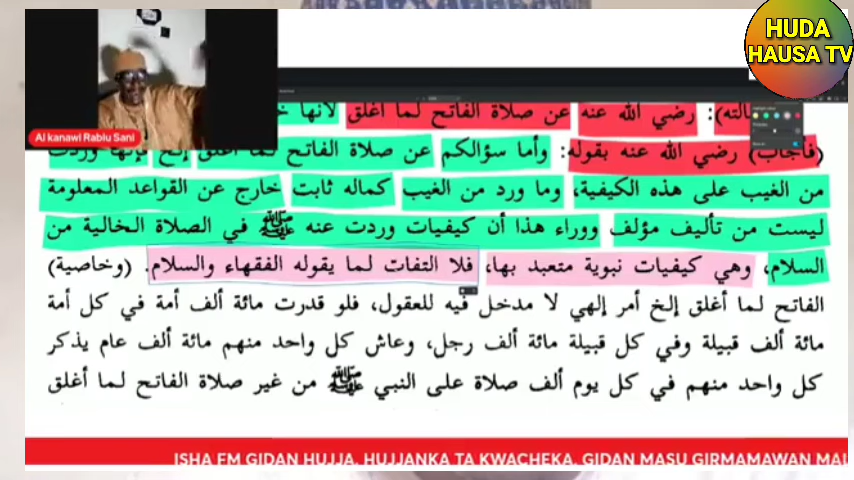 HUDA
HAUSA TV
Al kanawi Rabiu Sani
رضي الله عنه عن صلاة الفاتح لما أغلق لأنها
(فأجاب) رضي الله عنه بقوله: وأما سؤالكم عن صلاة الفاتح لما أغلق إلخ فإنها وردت
من الغيب على هذه الكيفية، وما ورد من الغيب كماله ثابت خارج عن القواعد المعلومة
ليست من تأليف مؤلف ووراء هذا أن كيفيات وردت عنه ﷺ في الصلاة الخالية من
السلام، وهي كيفيات نبوية متعبد بها، فلا التفات لما يقوله الفقهاء والسلام. (وخاصية)
الفاتح لما أغلق إلخ أمر إلهي لا مدخل فيه للعقول، فلو قدرت مائة ألف أمة في كل أمة
مائة ألف قبيلة وفي كل قبيلة مائة ألف رجل، وعاش كل واحد منهم مائة ألف عام يذكر
كل واحد منهم في كل يوم ألف صلاة على النبي ﷺ من غير صلاة الفاتح لما أغلق
ISHA FM GIDAN HUJJA, HUJJANKA TA KWACHEKA, GIDAN MASU GIRMAMAWAN